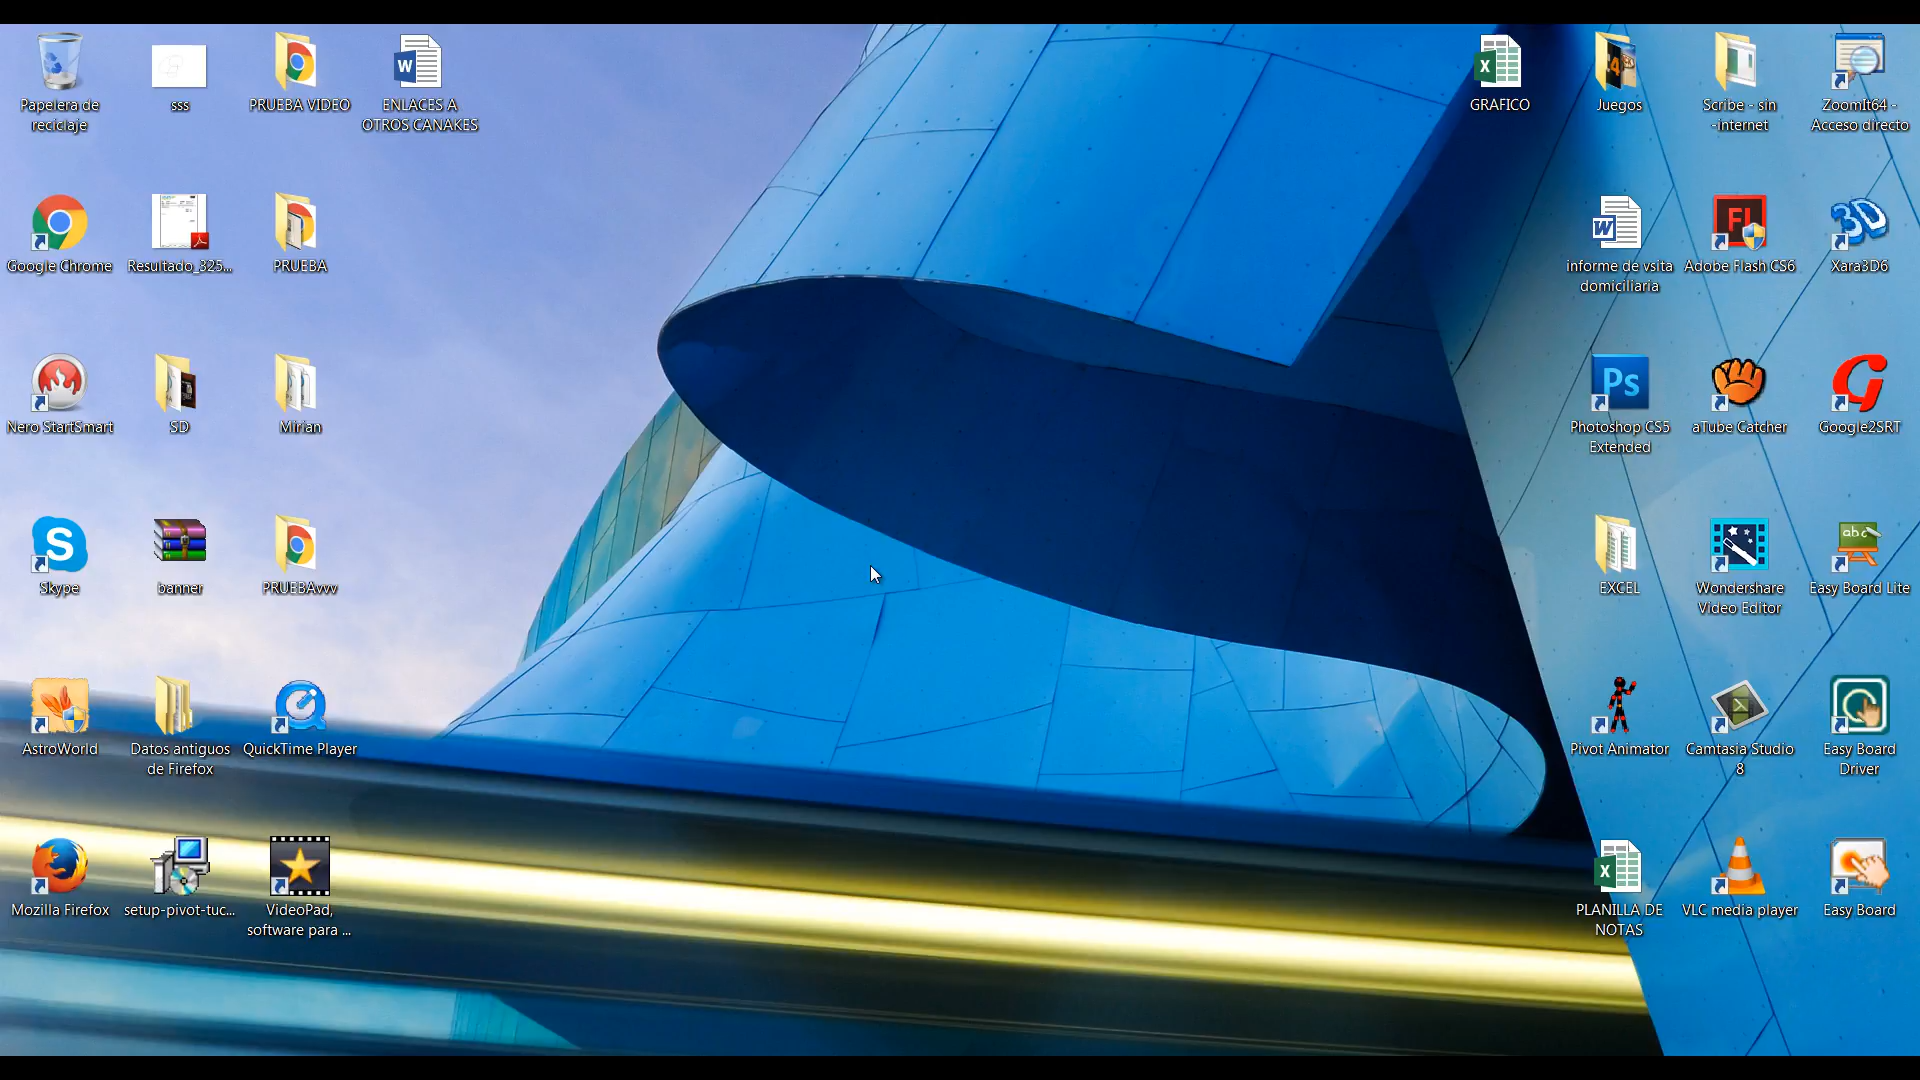 Papelera de
reciclaje
sss
PRUEBA VIDEO
ENLACES A
OTROS CANAKES
GRAFICO
Juegos
Scribe - sin
-internet
ZoomIt64 -
Acceso directo
Google Chrome
Resultado_325...
PRUEBA
informe de vsita
domiciliaria
Adobe Flash CS6
Xara3D6
Nero StartSmart
SD
Mirian
Photoshop CS5
Extended
aTube Catcher
Google2SRT
Skype
banner
PRUEBAvvv
EXCEL
Wondershare
Video Editor
Easy Board Lite
AstroWorld
Datos antiguos
de Firefox
QuickTime Player
Pivot Animator
Camtasia Studio
8
Easy Board
Driver
Mozilla Firefox
setup-pivot-tuc...
VideoPad,
software para ...
PLANILLA DE
NOTAS
VLC media player
Easy Board